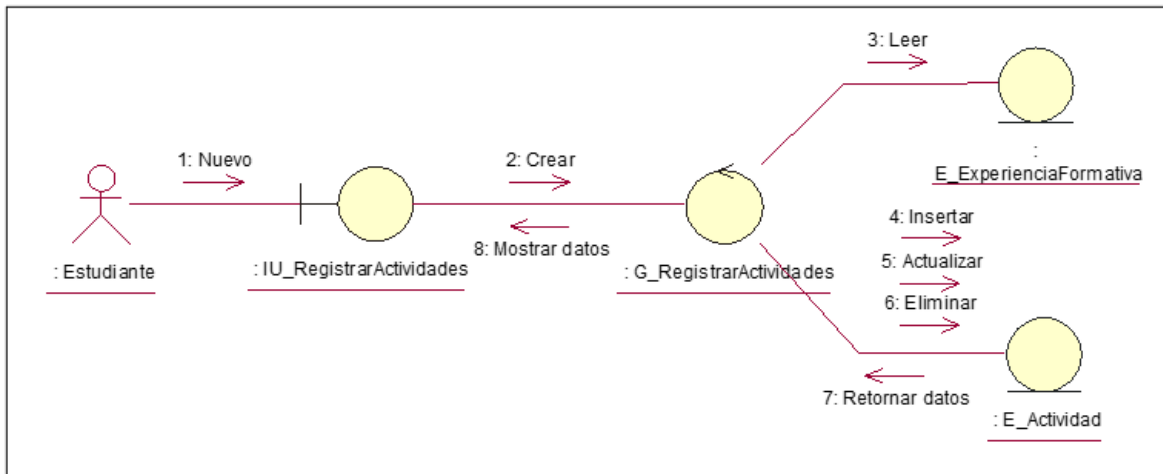 3: Leer
1: Nuevo
2: Crear
:
E_ExperienciaFormativa
4: Insertar
8: Mostrar datos
: Estudiante
: IU_RegistrarActividades
: G_RegistrarActividades
5: Actualizar
6: Eliminar
7: Retornar datos
: E_Actividad